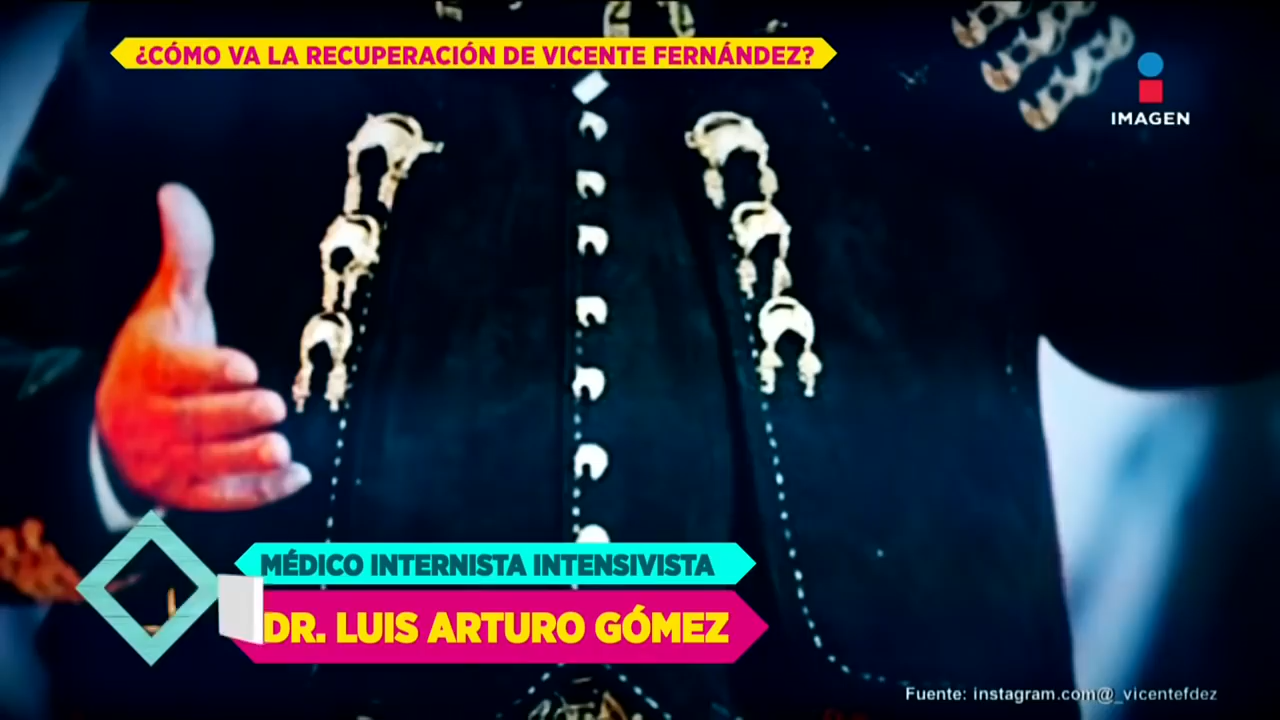 ¿CÓMO VA LA RECUPERACIÓN DE VICENTE FERNÁNDEZ?
IMAGEN
MÉDICO INTERNISTA INTENSIVISTA
DR. LUIS ARTURO GÓMEZ
Fuente: instagram.com@_vicentefdez